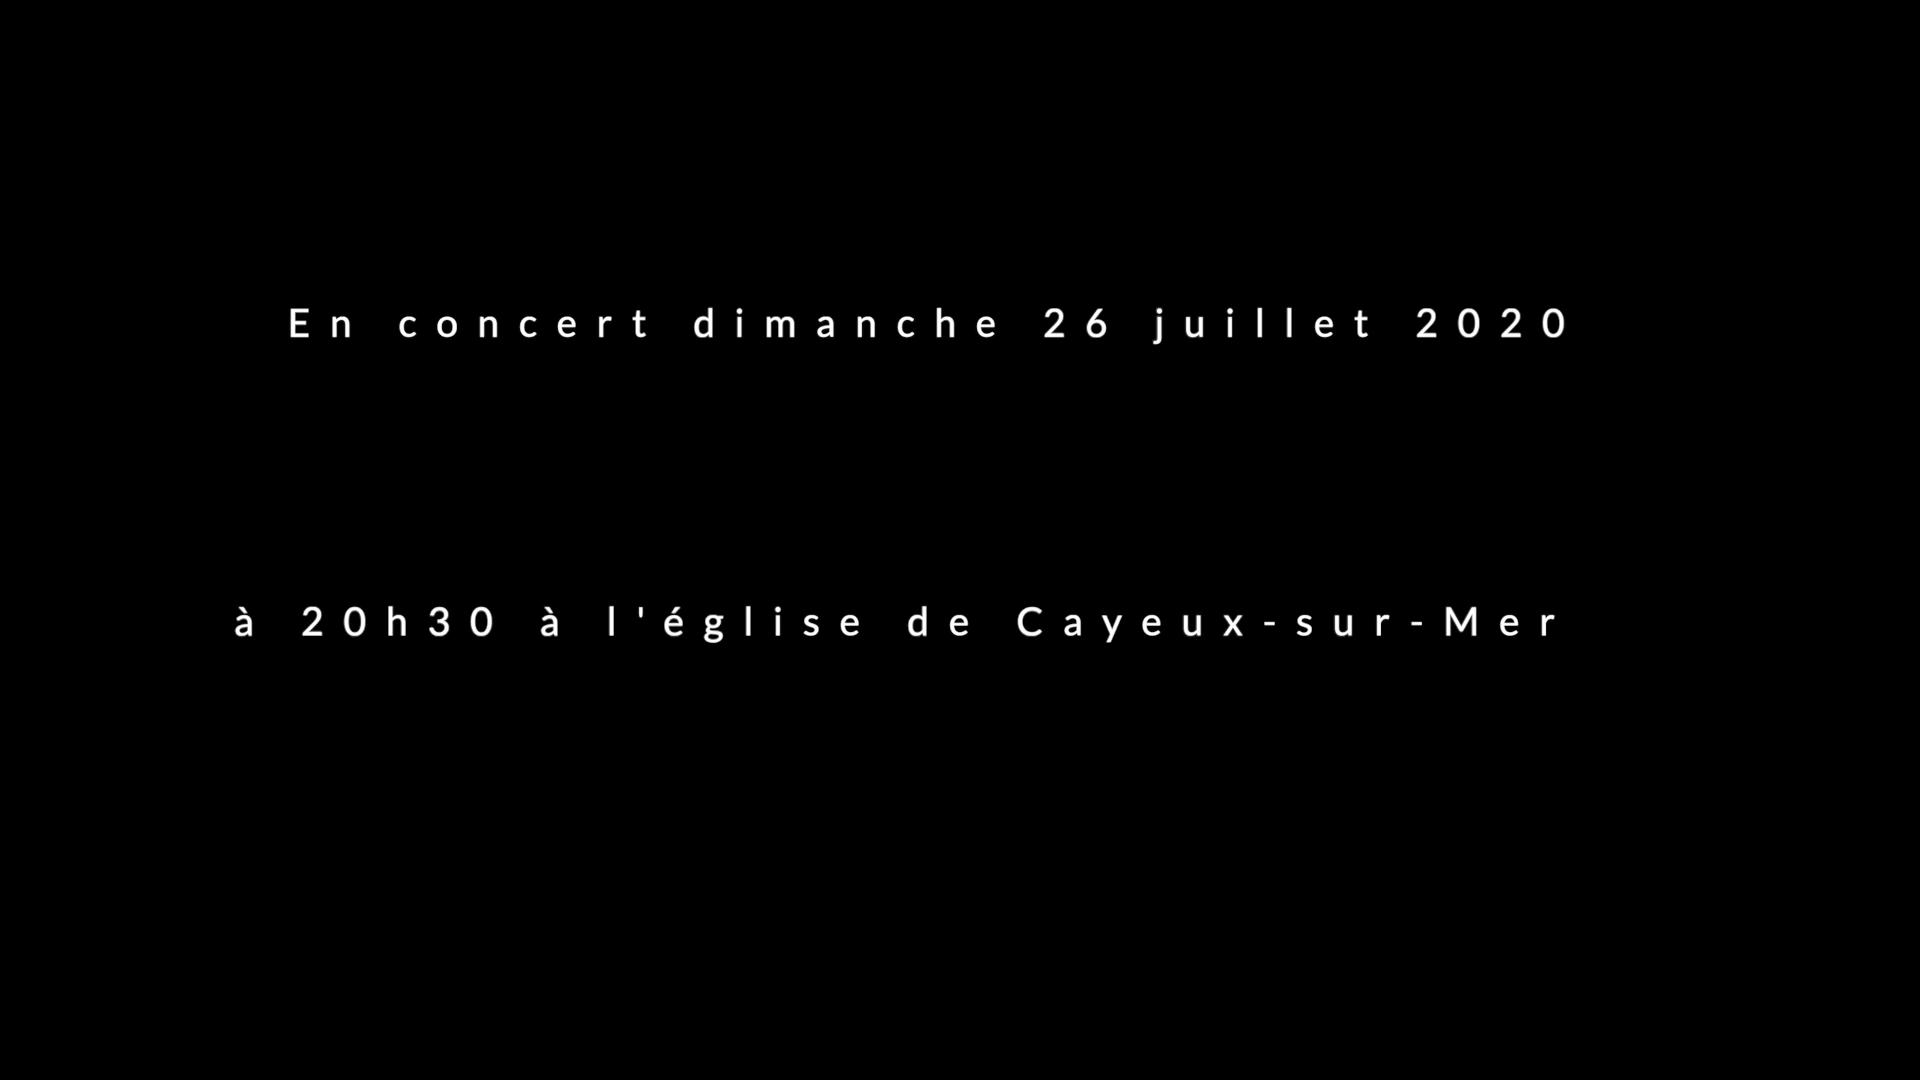 En concert dimanche 26 juillet 2020
à 20h30 à l'église de Cayeux-sur-Mer